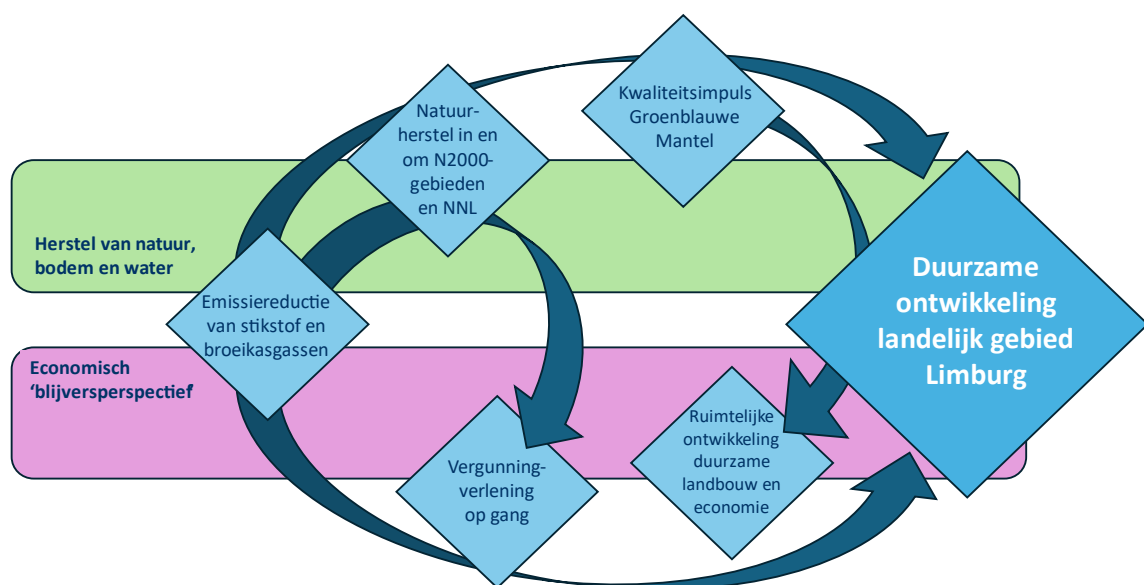 Natuur-
herstel in en
om N2000-
gebieden
en NNL
Kwaliteitsimpuls
Groenblauwe
Mantel
Herstel van natuur,
bodem en water
Emissiereductie
van stikstof en
broeikasgassen
Duurzame
ontwikkeling
landelijk gebied
Limburg
Economisch
‘blijversperspectief’
Vergunning-
verlening
op gang
Ruimtelijke
ontwikkeling
duurzame
landbouw en
economie